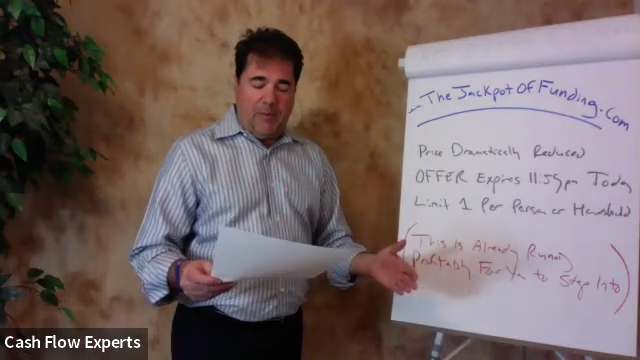 www.TheJackpotOfFunding.com
Price Dramatically Reduced
OFFER Expires 11:59pm Today
Limit 1 Per Person or Household
(This Is Already Running
Profitably For You to Step Into)
Cash Flow Experts